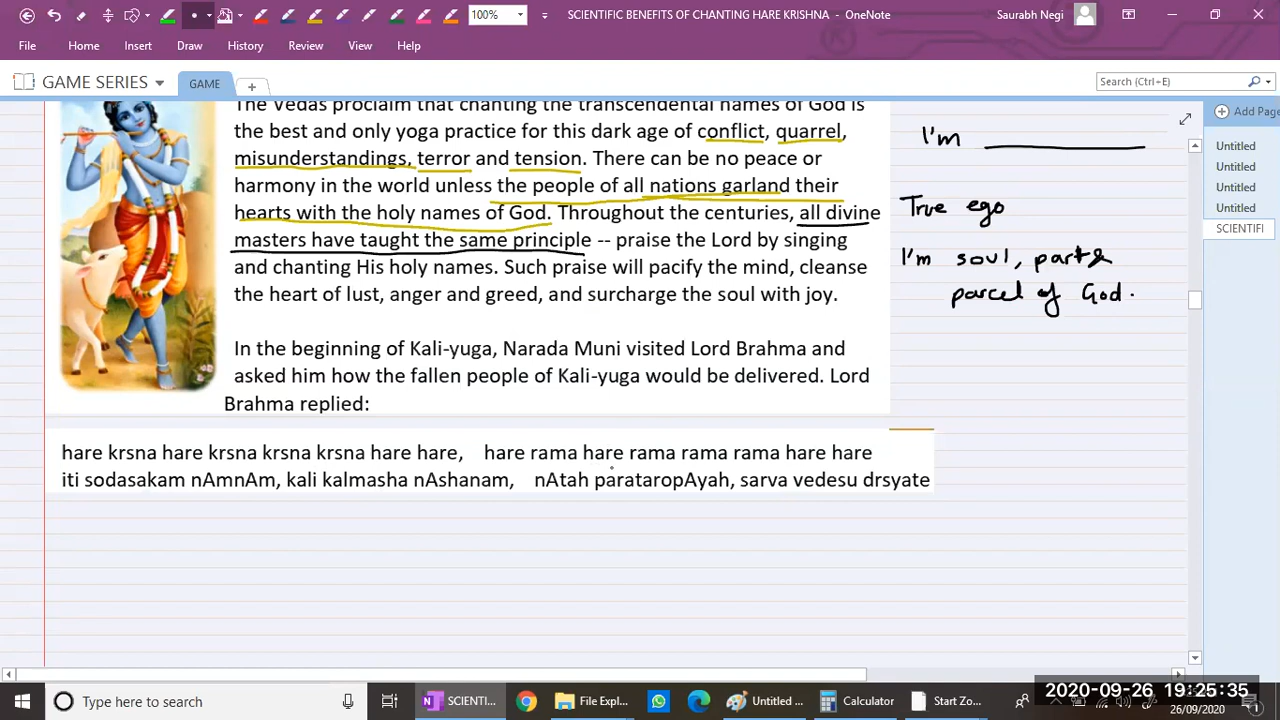 100%
SCIENTIFIC BENEFITS OF CHANTING HARE KRISHNA - OneNote
Saurabh Negi
File Home Insert Draw History Review View Help
GAME SERIES
GAME
Search (Ctrl+E)
Add Page
Untitled
Untitled
Untitled
Untitled
SCIENTIFI
The Vedas proclaim that chanting the transcendental names of God is
the best and only yoga practice for this dark age of conflict, quarrel,
misunderstandings, terror and tension. There can be no peace or
harmony in the world unless the people of all nations garland their
hearts with the holy names of God. Throughout the centuries, all divine
masters have taught the same principle -- praise the Lord by singing
and chanting His holy names. Such praise will pacify the mind, cleanse
the heart of lust, anger and greed, and surcharge the soul with joy.
In the beginning of Kali-yuga, Narada Muni visited Lord Brahma and
asked him how the fallen people of Kali-yuga would be delivered. Lord
Brahma replied:
hare krsna hare krsna krsna krsna hare hare, hare rama hare rama rama rama hare hare
iti sodasakam nAmnAm, kali kalmasha nAshanam, nAtah parataropAyah, sarva vedesu drsyate
I'm
True ego
I'm soul, part &
parcel of God.
Type here to search
SCIENTI...
File Expl...
Untitled ...
Calculator
Start Zo...
2020-09-26 19:25:35
26/09/2020